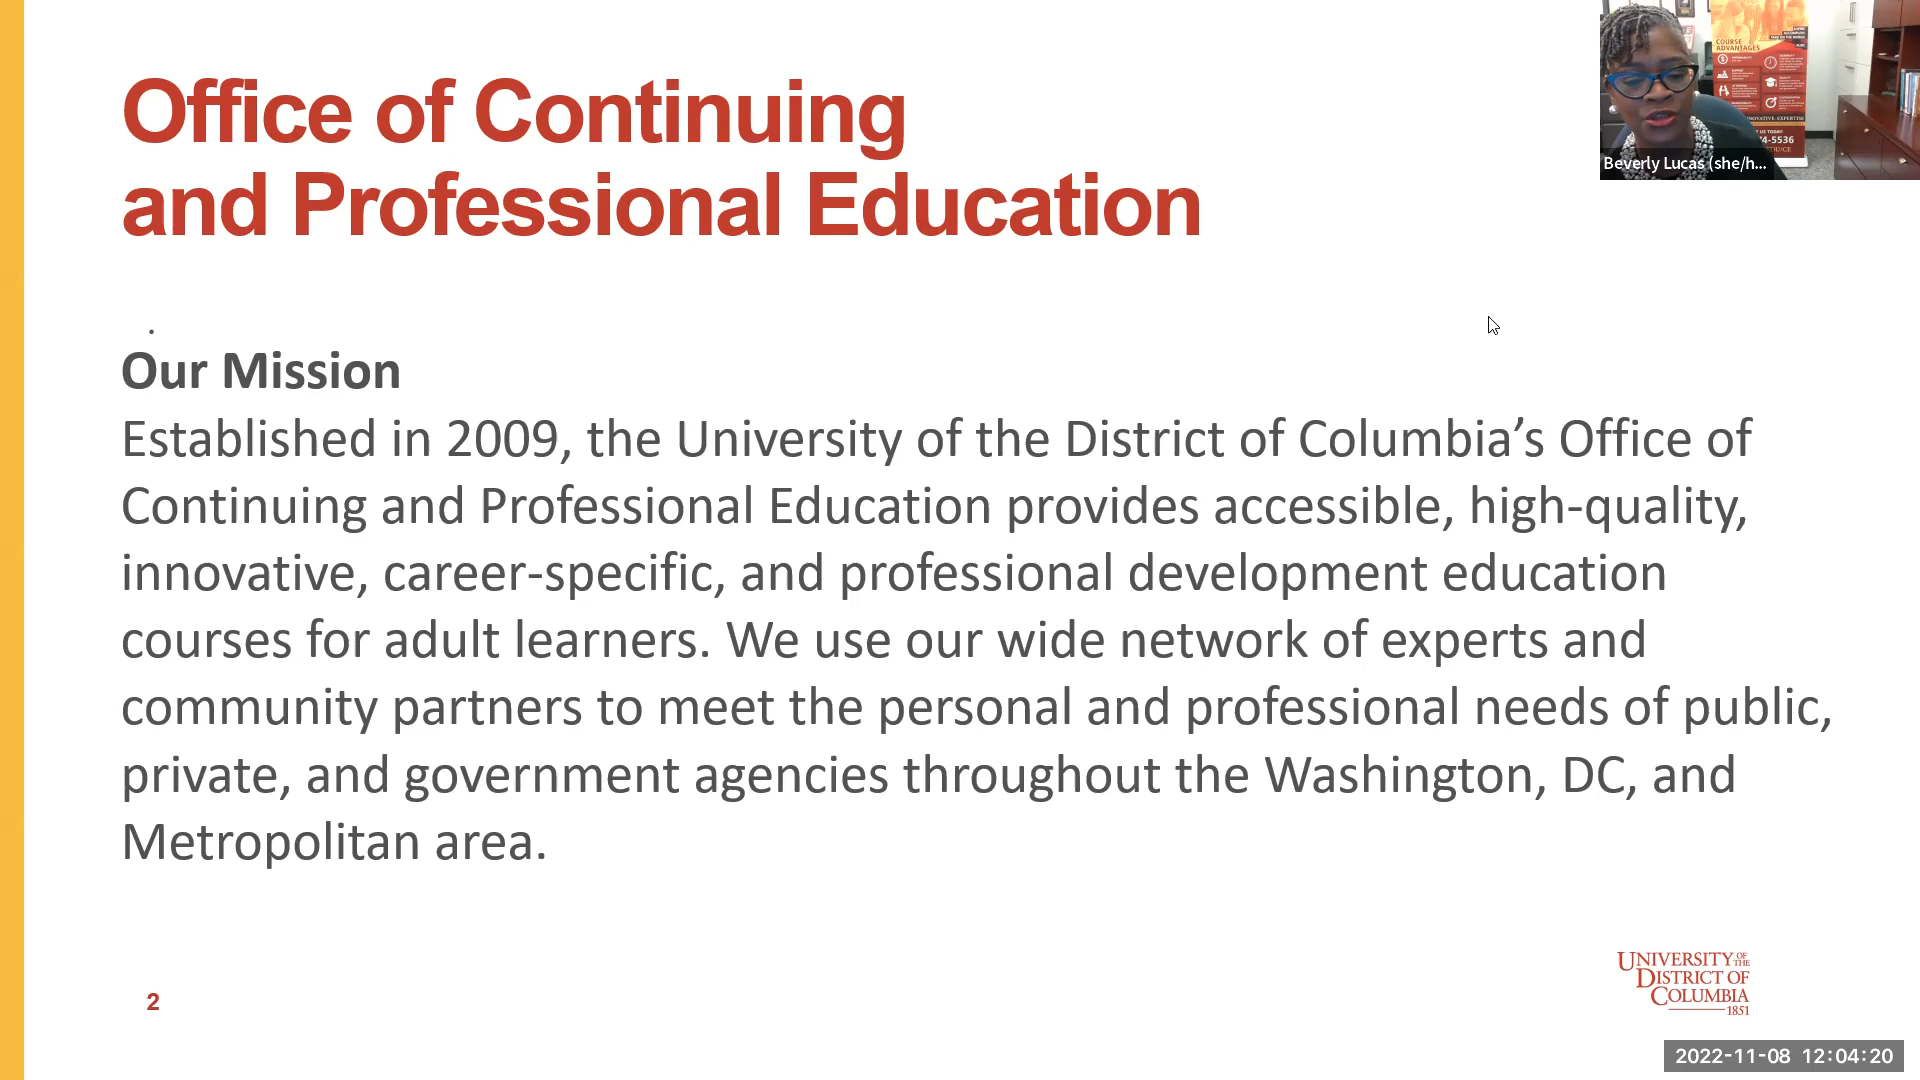 Office of Continuing
and Professional Education
.
Our Mission
Established in 2009, the University of the District of Columbia’s Office of
Continuing and Professional Education provides accessible, high-quality,
innovative, career-specific, and professional development education
courses for adult learners. We use our wide network of experts and
community partners to meet the personal and professional needs of public,
private, and government agencies throughout the Washington, DC, and
Metropolitan area.
2
UNIVERSITY OF THE
DISTRICT OF
COLUMBIA
1851
COURSE
ADVANTAGES
Beverly Lucas (she/h...
2022-11-08 12:04:20